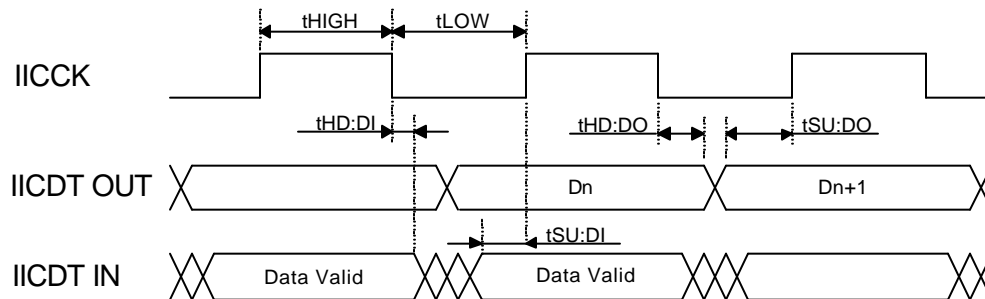 tHIGH tLOW
IICCK
tHD:DI tHD:DO tSU:DO
IICDT OUT Dn Dn+1
tSU:DI
IICDT IN Data Valid Data Valid